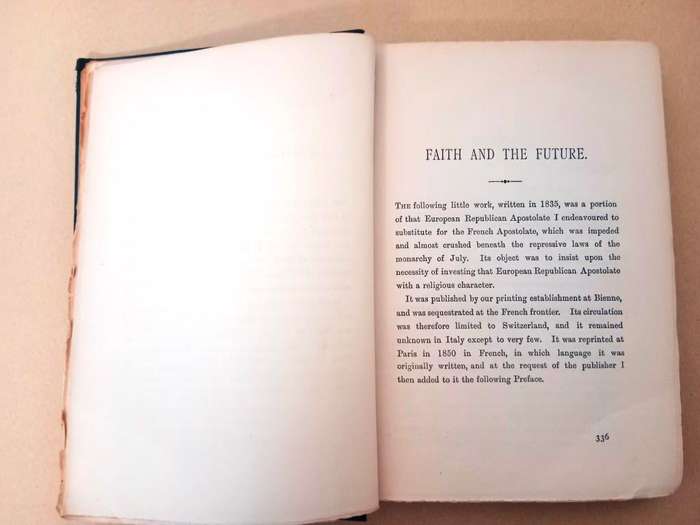 FAITH AND THE FUTURE.
THE following little work, written in 1835, was a portion
of that European Republican Apostolate I endeavoured to
substitute for the French Apostolate, which was impeded
and almost crushed beneath the repressive laws of the
monarchy of July. Its object was to insist upon the
necessity of investing that European Republican Apostolate
with a religious character.
It was published by our printing establishment at Bienne,
and was sequestrated at the French frontier. Its circulation
was therefore limited to Switzerland, and it remained
unknown in Italy except to very few. It was reprinted at
Paris in 1850 in French, in which language it was
originally written, and at the request of the publisher I
then added to it the following Preface.
336